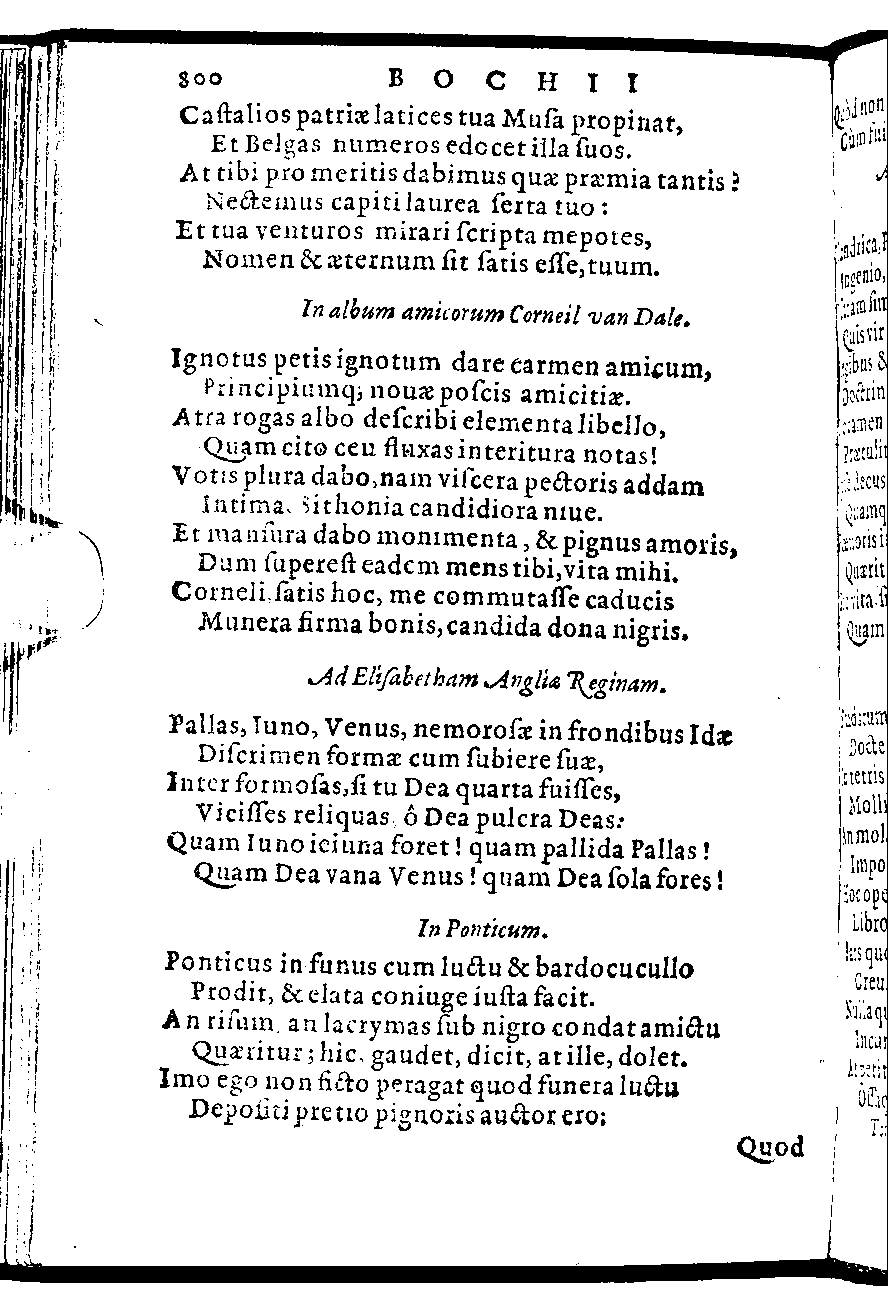 800 BOCHII
Caſtalios patriæ latices tua Muſa propinat,
Et Belgas numeros edocet illa ſuos.
At tibi pro meritis dabimus quæ præmia tantis?
Nectemus capiti laurea ſerta tuo:
Et tua venturos mirari ſcripta mepotes,
Nomen & æternum ſit ſatis eſſe, tuum.
In album amicorum Corneil van Dale.
Ignotus petis ignotum dare earmen amicum,
Principiumq; nouæ poſcis amicitiæ.
Atra rogas albo deſcribi elementa libello,
Quam cito ceu fluxas interitura notas!
Votis plura dabo, nam viſcera pectoris addam
Intima, Sithonia candidiora niue.
Et manſura dabo monimenta, & pignus amoris,
Dum ſupereſt eadem mens tibi, vita mihi.
Corneli, ſatis hoc, me commutaſſe caducis
Munera firma bonis, candida dona nigris.
Ad Eliſabetham Angliæ Reginam.
Pallas, Iuno, Venus, nemoroſæ in frondibus Idæ
Diſcrimen formæ cum ſubiere ſuæ,
Inter formoſas, ſi tu Dea quarta fuiſſes,
Viciſſes reliquas, ô Dea pulcra Deas:
Quam Iuno ieiuna foret! quam pallida Pallas!
Quam Dea vana Venus! quam Dea ſola fores!
In Ponticum.
Ponticus in funus cum luctu & bardocucullo
Prodit, & elata coniuge iuſta facit.
An riſum, an lacrymas ſub nigro condat amictu
Quæritur; hic, gaudet, dicit, at ille, dolet.
Imo ego non ficto peragat quod funera luctu
Depoſiti pretio pignoris auctor ero;
Quod